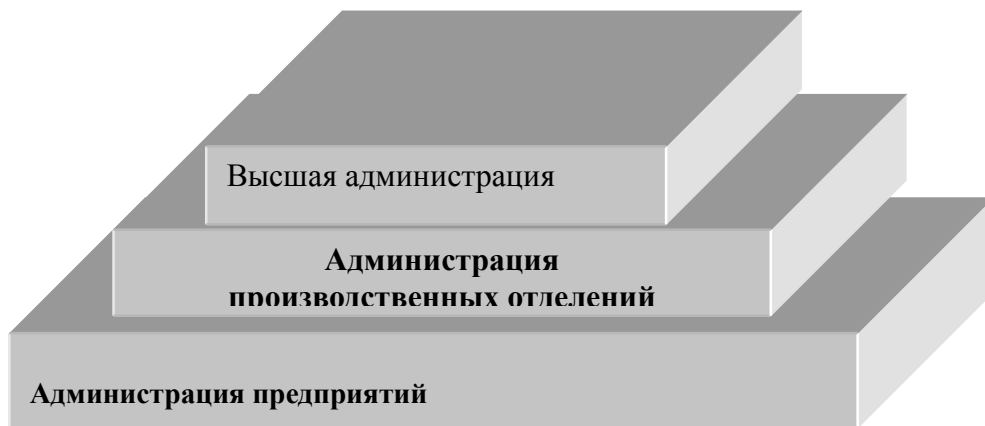 Высшая администрация
Администрация
производственных отделений
Администрация предприятий